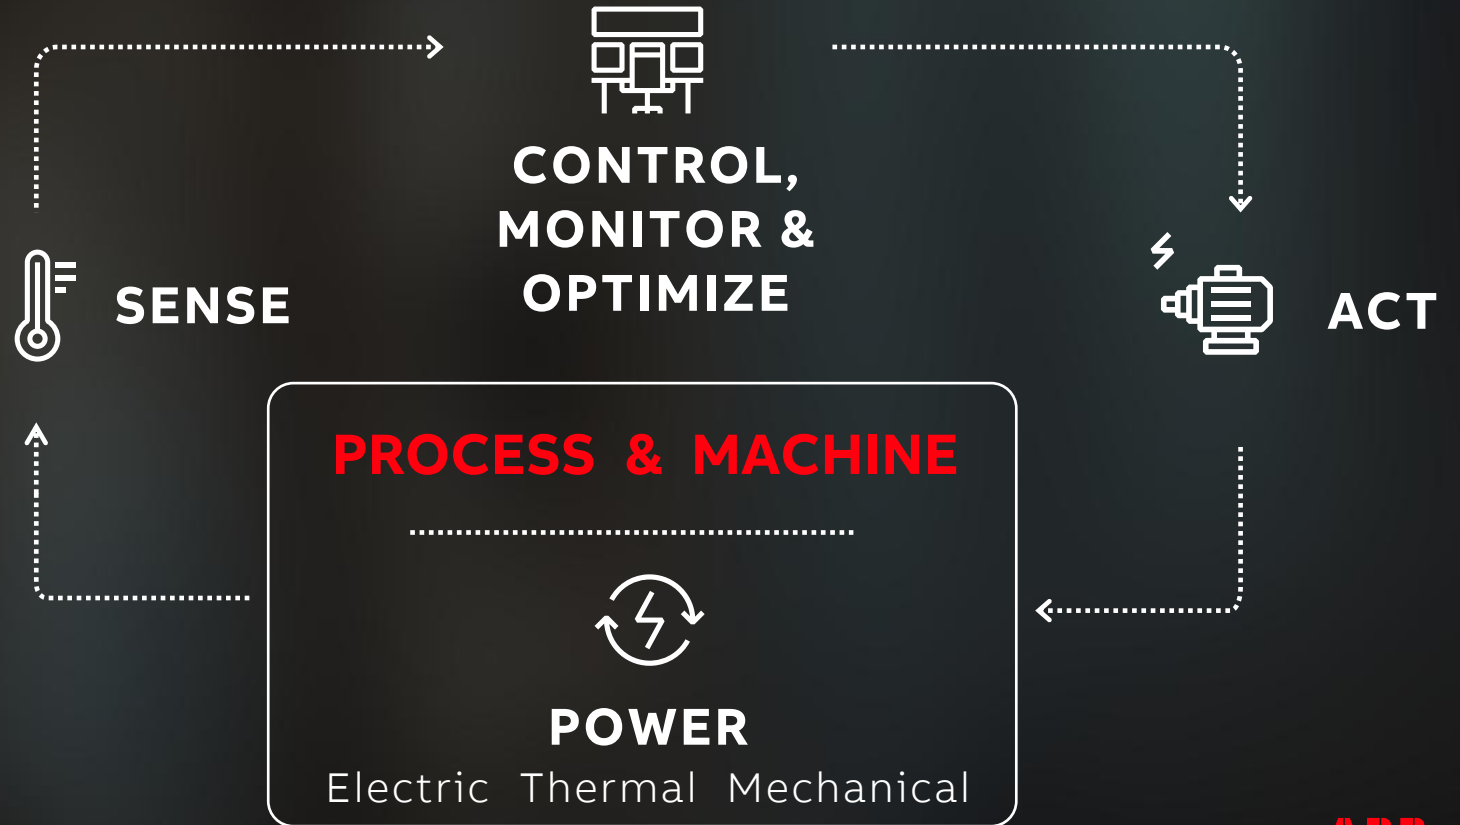 CONTROL,
MONITOR &
OPTIMIZE
SENSE
ACT
PROCESS & MACHINE
POWER
Electric Thermal Mechanical